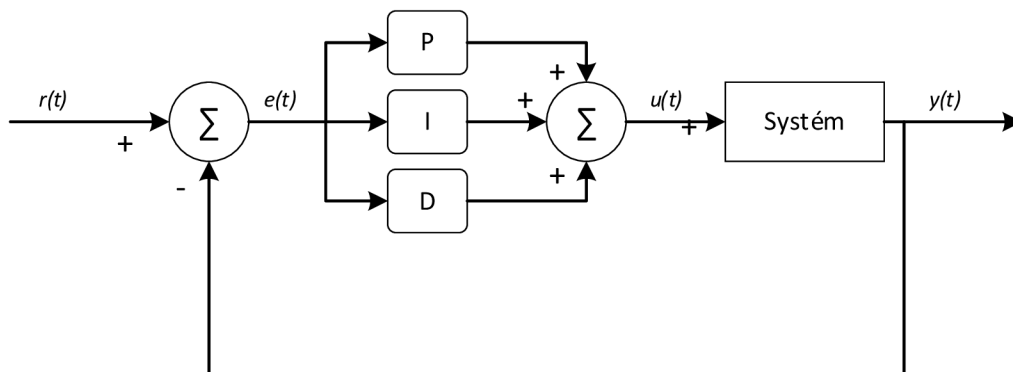 P
r(t)
+
Σ
e(t)
I
+
+
+
Σ
u(t)
+
Systém
y(t)
-
D